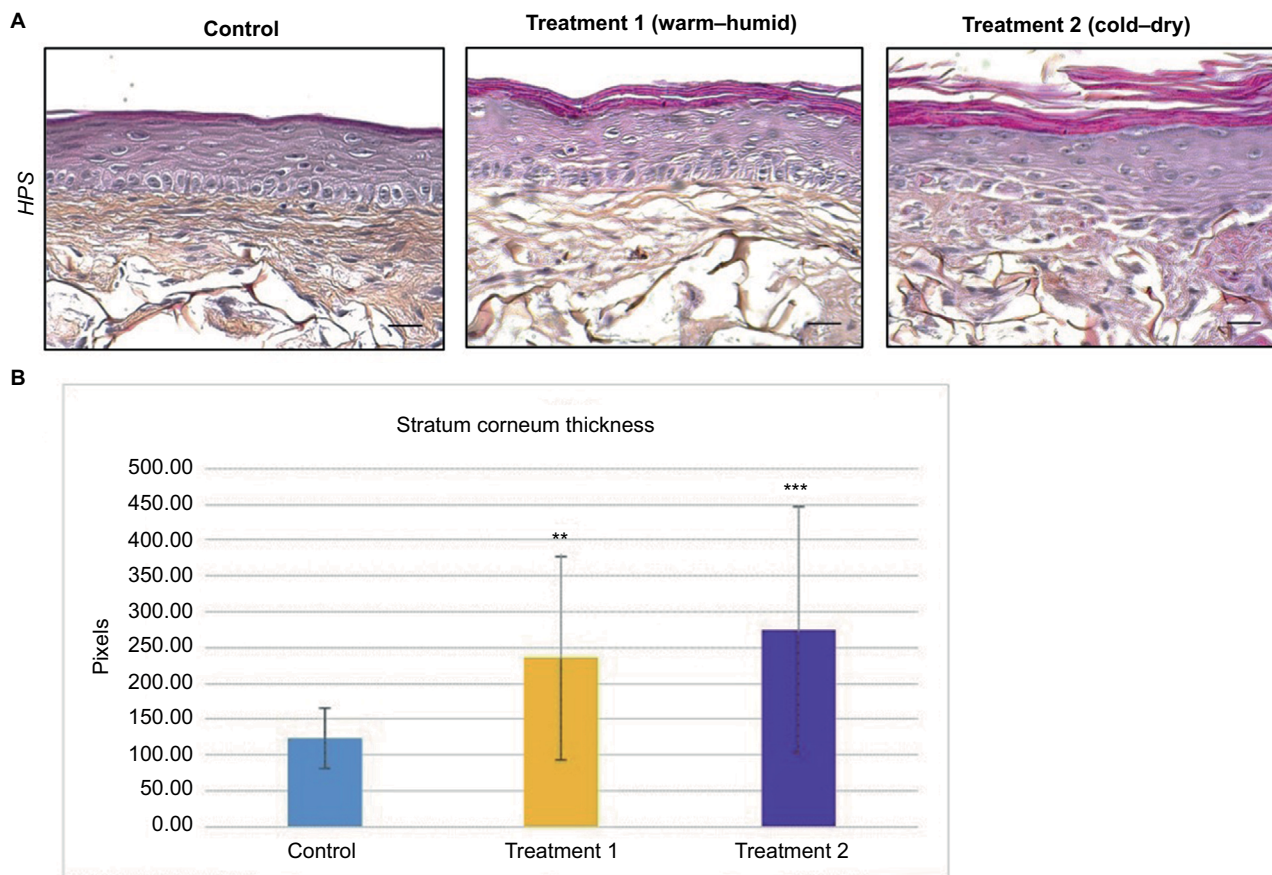 A
Control
Treatment 1 (warm–humid)
Treatment 2 (cold–dry)
HPS
B
Stratum corneum thickness
Pixels
500.00
450.00
400.00
350.00
300.00
250.00
200.00
150.00
100.00
50.00
0.00
**
***
Control
Treatment 1
Treatment 2